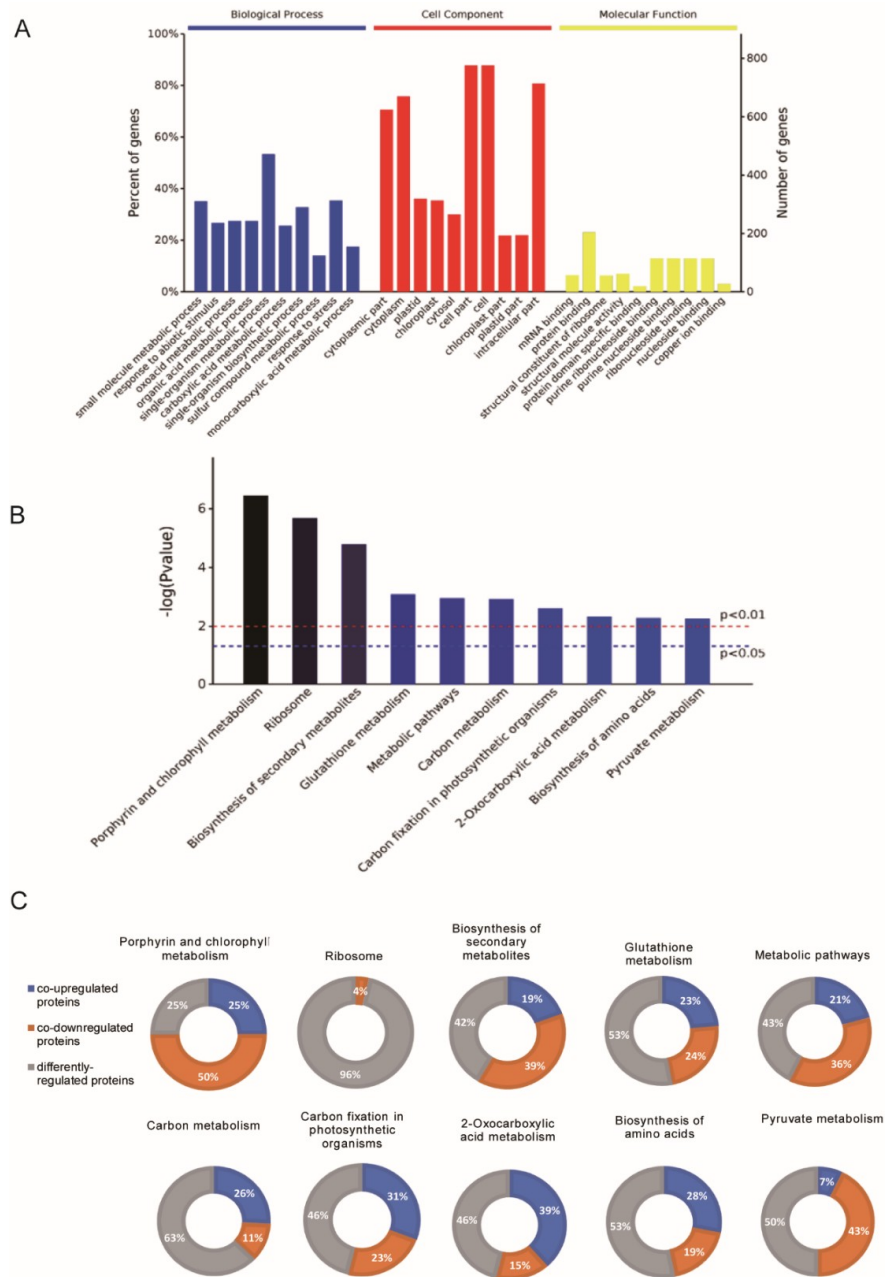 A
Biological Process
Cell Component
Molecular Function
100%
80%
60%
40%
20%
0%
Percent of genes
800
600
400
200
0
Number of genes
small molecule metabolic process
response to abiotic stimulus
oxoacid metabolic process
organic acid metabolic process
single-organism metabolic process
carboxylic acid metabolic process
single-organism biosynthetic process
sulfur compound metabolic process
response to stress
monocarboxylic acid metabolic process
cytoplasmic part
cytoplasm
plastid
chloroplast
cytosol
cell part
cell
chloroplast part
plastid part
intracellular part
mRNA binding
protein binding
structural constituent of ribosome
structural molecule activity
protein domain specific binding
purine ribonucleoside binding
purine nucleoside binding
ribonucleoside binding
nucleoside binding
copper ion binding
B
-log(Pvalue)
6
4
2
0
p<0.01
p<0.05
Porphyrin and chlorophyll metabolism
Ribosome
Biosynthesis of secondary metabolites
Glutathione metabolism
Metabolic pathways
Carbon metabolism
Carbon fixation in photosynthetic organisms
2-Oxocarboxylic acid metabolism
Biosynthesis of amino acids
Pyruvate metabolism
C
co-upregulated
proteins
co-downregulated
proteins
differently-
regulated proteins
Porphyrin and chlorophyll
metabolism
25%
25%
50%
Ribosome
4%
96%
Biosynthesis of
secondary
metabolites
19%
42%
39%
Glutathione
metabolism
23%
53%
24%
Metabolic pathways
21%
43%
36%
Carbon metabolism
26%
11%
63%
Carbon fixation in
photosynthetic
organisms
31%
46%
23%
2-Oxocarboxylic
acid metabolism
39%
46%
15%
Biosynthesis of
amino acids
28%
53%
19%
Pyruvate metabolism
7%
50%
43%